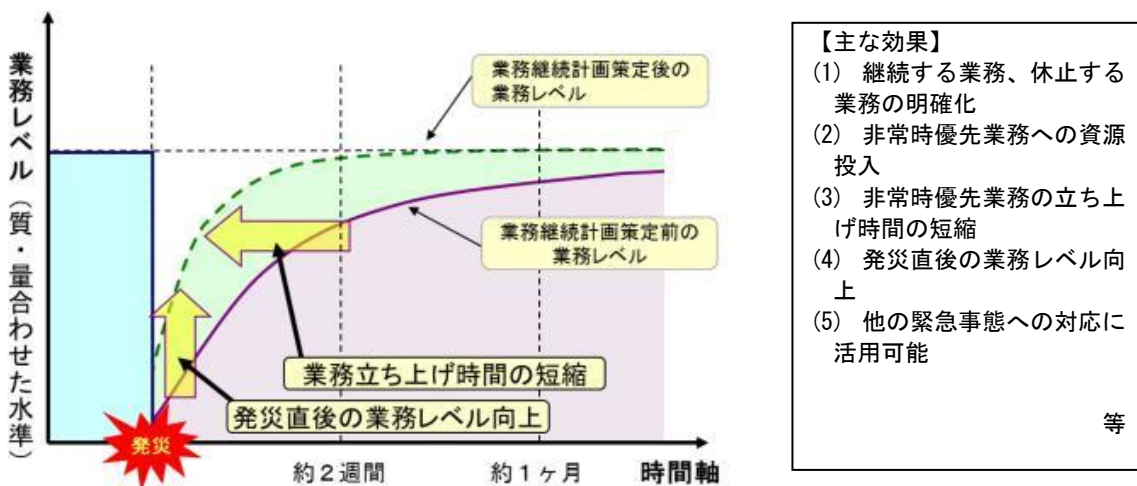 業務レベル（質・量合わせた水準）
業務継続計画策定後の
業務レベル
業務継続計画策定前の
業務レベル
業務立ち上げ時間の短縮
発災直後の業務レベル向上
発災
約２週間
約１ヶ月
時間軸
【主な効果】
(1) 継続する業務、休止する
業務の明確化
(2) 非常時優先業務への資源
投入
(3) 非常時優先業務の立ち上
げ時間の短縮
(4) 発災直後の業務レベル向
上
(5) 他の緊急事態への対応に
活用可能
等